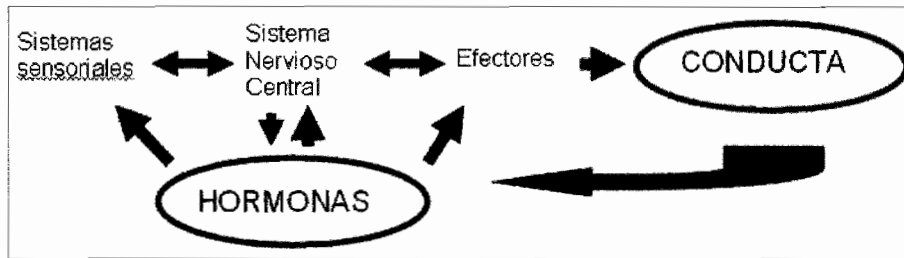 Sistemas
sensoriales
Sistema
Nervioso
Central
Efectores
CONDUCTA
HORMONAS